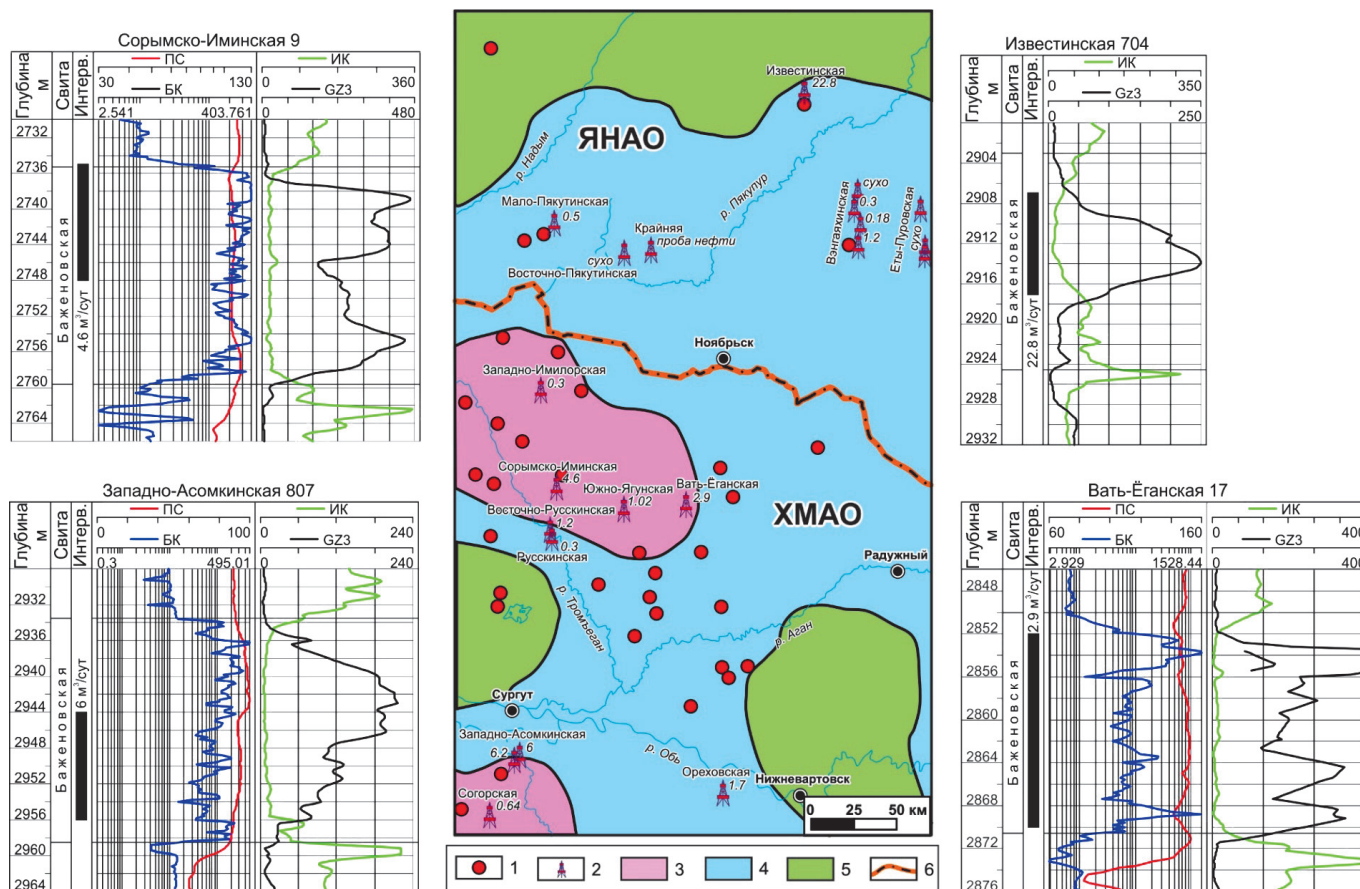 Сорымско-Иминская 9
Глубина
м
Свита
Интерв.
ПС
ИК
30
130
0
360
БК
GZ3
2.541
403.761
0
480
2732
2736
2740
2744
2748
2752
2756
2760
2764
Баженовская
4.6 м³/сут
Западно-Асомкинская 807
Глубина
м
Свита
Интерв.
ПС
ИК
0
100
0
240
БК
GZ3
0.3
495.01
0
240
2932
2936
2940
2944
2948
2952
2956
2960
2964
Баженовская
6 м³/сут
Известинская
22.8
ЯНАО
р. Надым
р. Пякупур
Мало-Пякутинская
0.5
Крайняя
проба нефти
сухо
Восточно-Пякутинская
Вэнгаяхинская
сухо
0.3
0.18
1.2
Еты-Пуровская
сухо
Ноябрьск
Западно-Имилорская
0.3
Сорымско-Иминская
4.6
Южно-Ягунская
1.02
Вать-Ёганская
2.9
ХМАО
Восточно-Русскинская
1.2
0.3
Русскинская
Радужный
р. Тромъеган
р. Аган
Сургут
Западно-Асомкинская
6.2
6
р. Обь
Ореховская
1.7
Нижневартовск
Согорская
0.64
0 25 50 км
1 2 3 4 5 6
Известинская 704
Глубина
м
Свита
Интерв.
ИК
0
350
GZ3
0
250
2904
2908
2912
2916
2920
2924
2928
2932
Баженовская
22.8 м³/сут
Вать-Ёганская 17
Глубина
м
Свита
Интерв.
ПС
ИК
60
160
0
400
БК
GZ3
2.929
1528.44
0
400
2848
2852
2856
2860
2864
2868
2872
2876
Баженовская
2.9 м³/сут